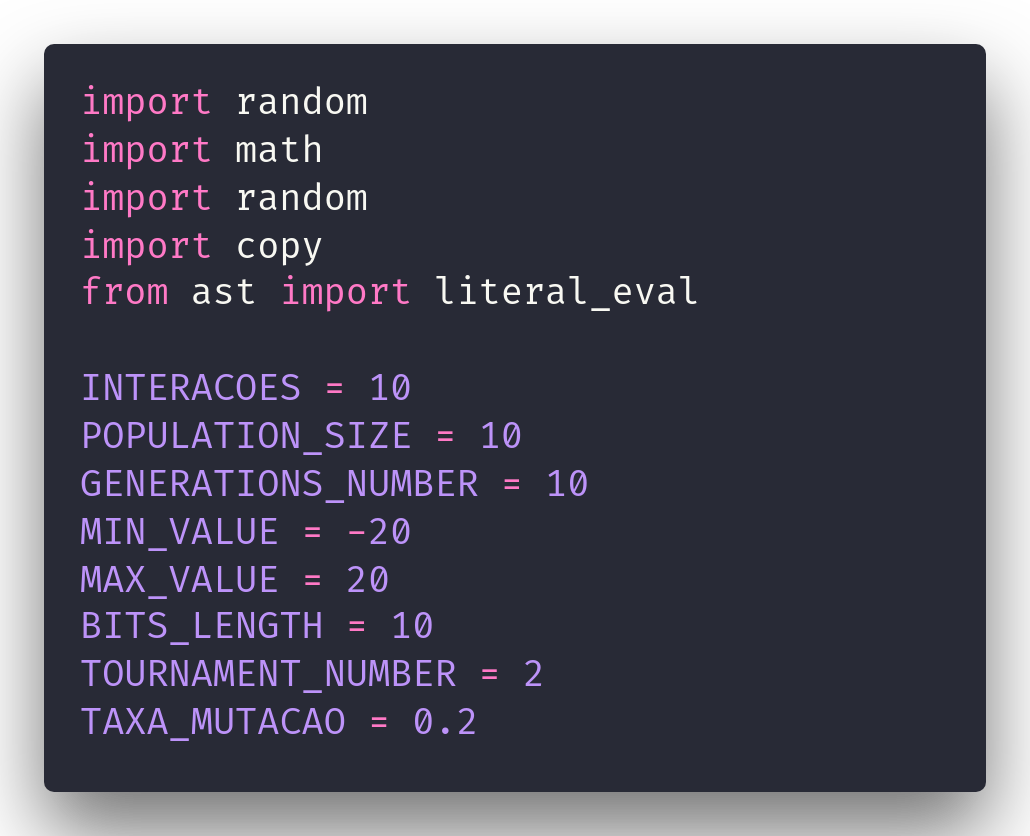 import random
import math
import random
import copy
from ast import literal_eval
INTERACOES = 10
POPULATION_SIZE = 10
GENERATIONS_NUMBER = 10
MIN_VALUE = -20
MAX_VALUE = 20
BITS_LENGTH = 10
TOURNAMENT_NUMBER = 2
TAXA_MUTACAO = 0.2